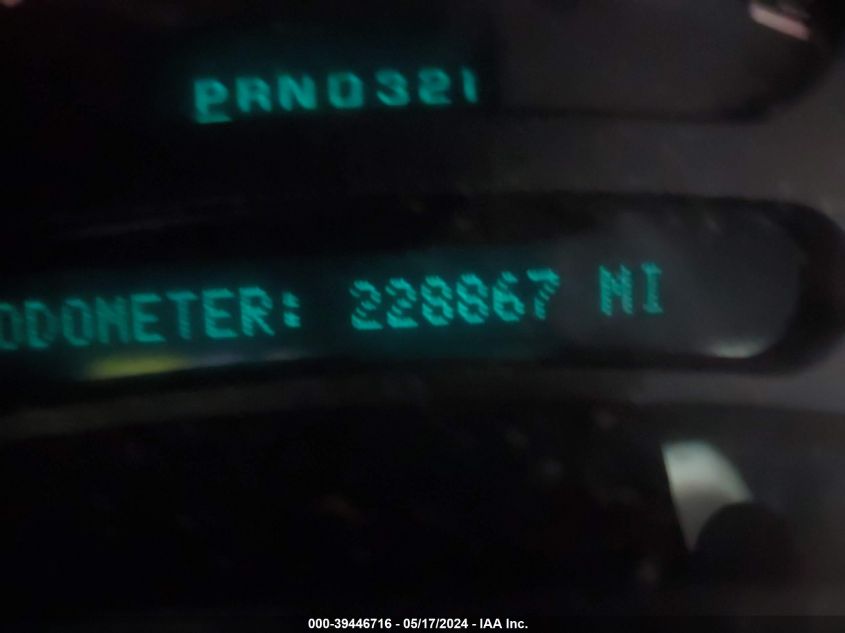 PRND321
ODOMETER: 228867 MI
000-39446716 - 05/17/2024 - IAA Inc.